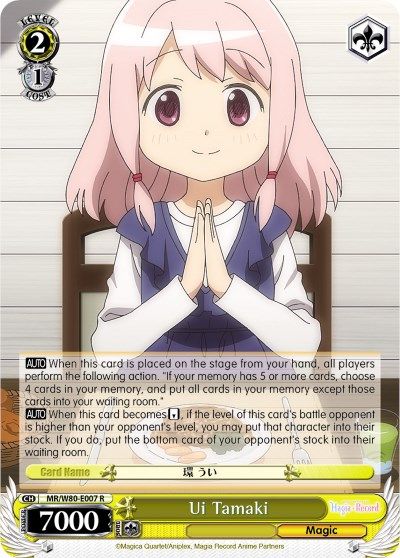 LEVEL
2
1
COST
AUTO When this card is placed on the stage from your hand, all players
perform the following action. "If your memory has 5 or more cards, choose
4 cards in your memory, and put all cards in your memory except those
cards into your waiting room."
AUTO When this card becomes, if the level of this card's battle opponent
is higher than your opponent's level, you may put that character into their
stock. If you do, put the bottom card of your opponent's stock into their
waiting room.
Card Name
環 うい
CH MR/W80-E007 R
Ui Tamaki
Magia Record
POWER
7000
SOUL
Magic
©Magica Quartet/Aniplex, Magia Record Anime Partners